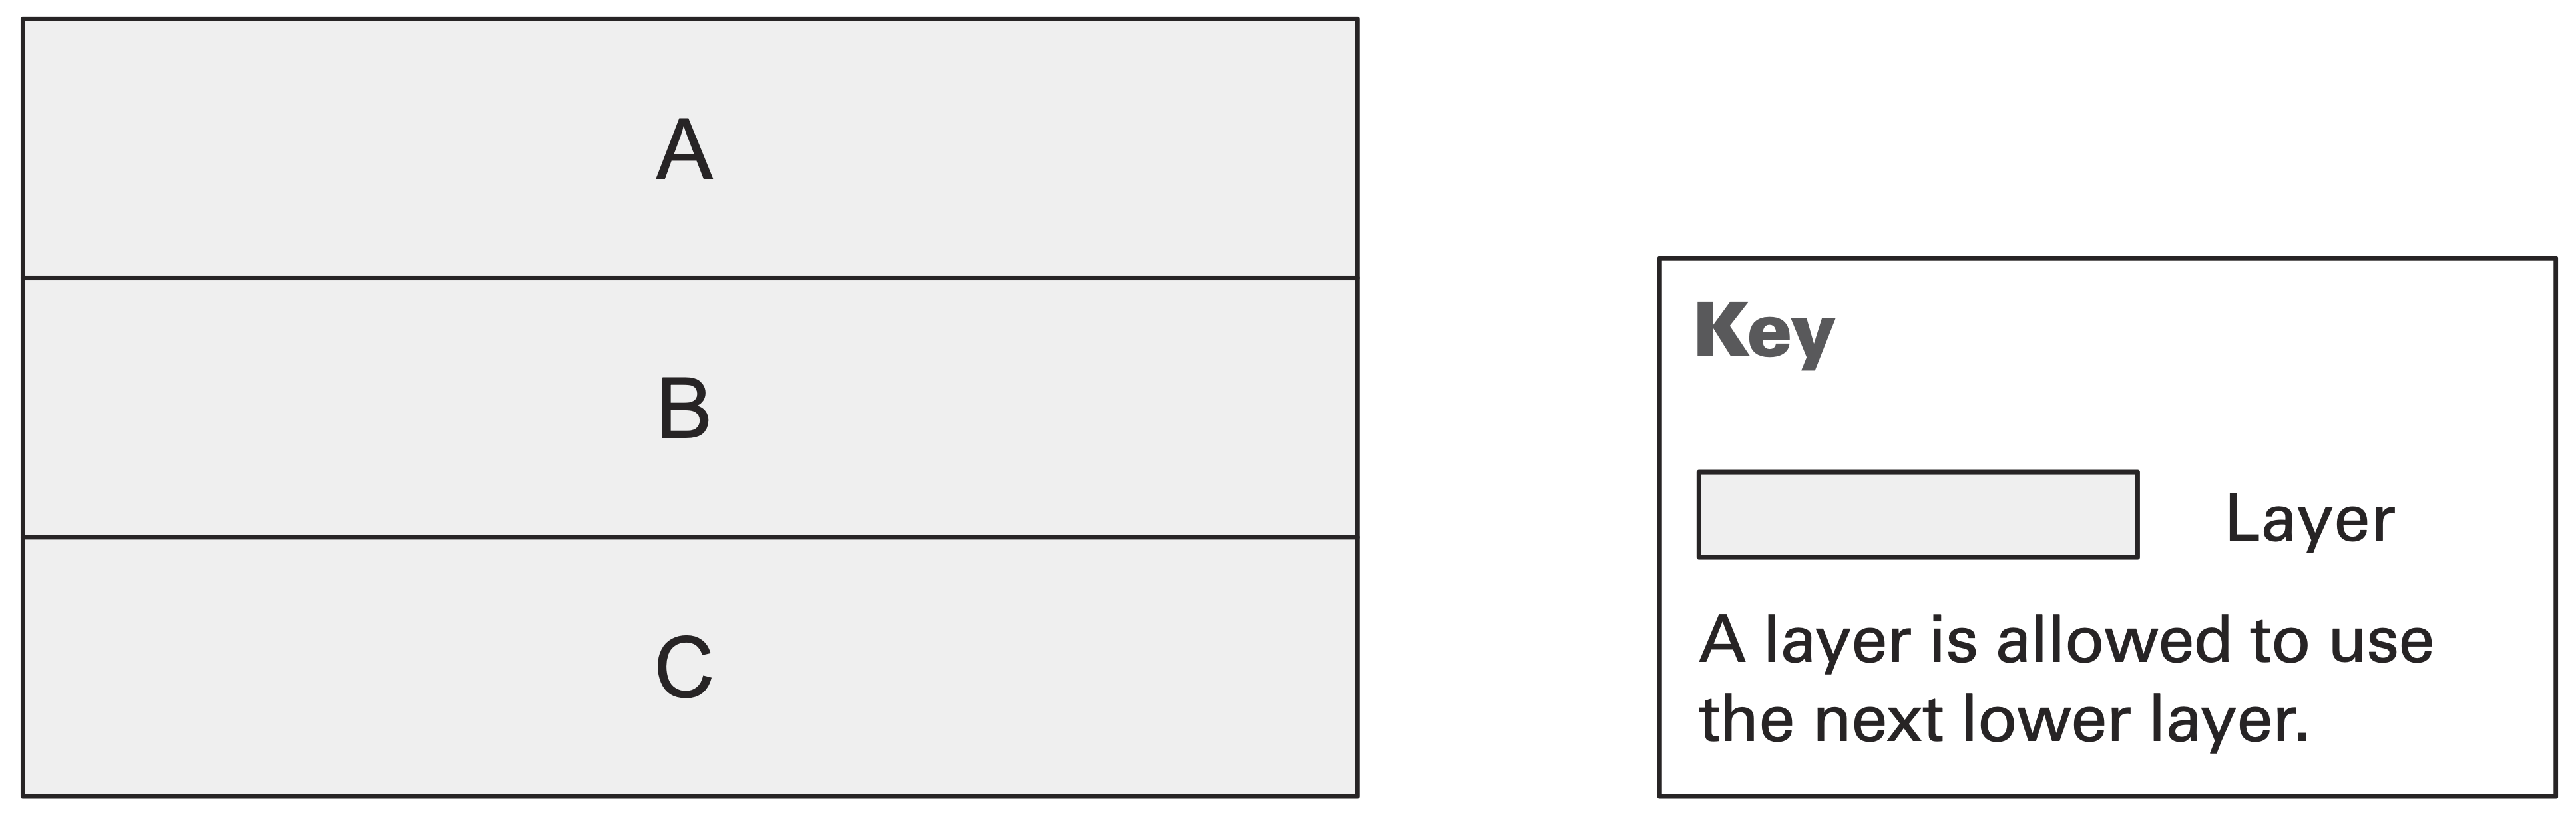 A
B
C
Key
Layer
A layer is allowed to use
the next lower layer.